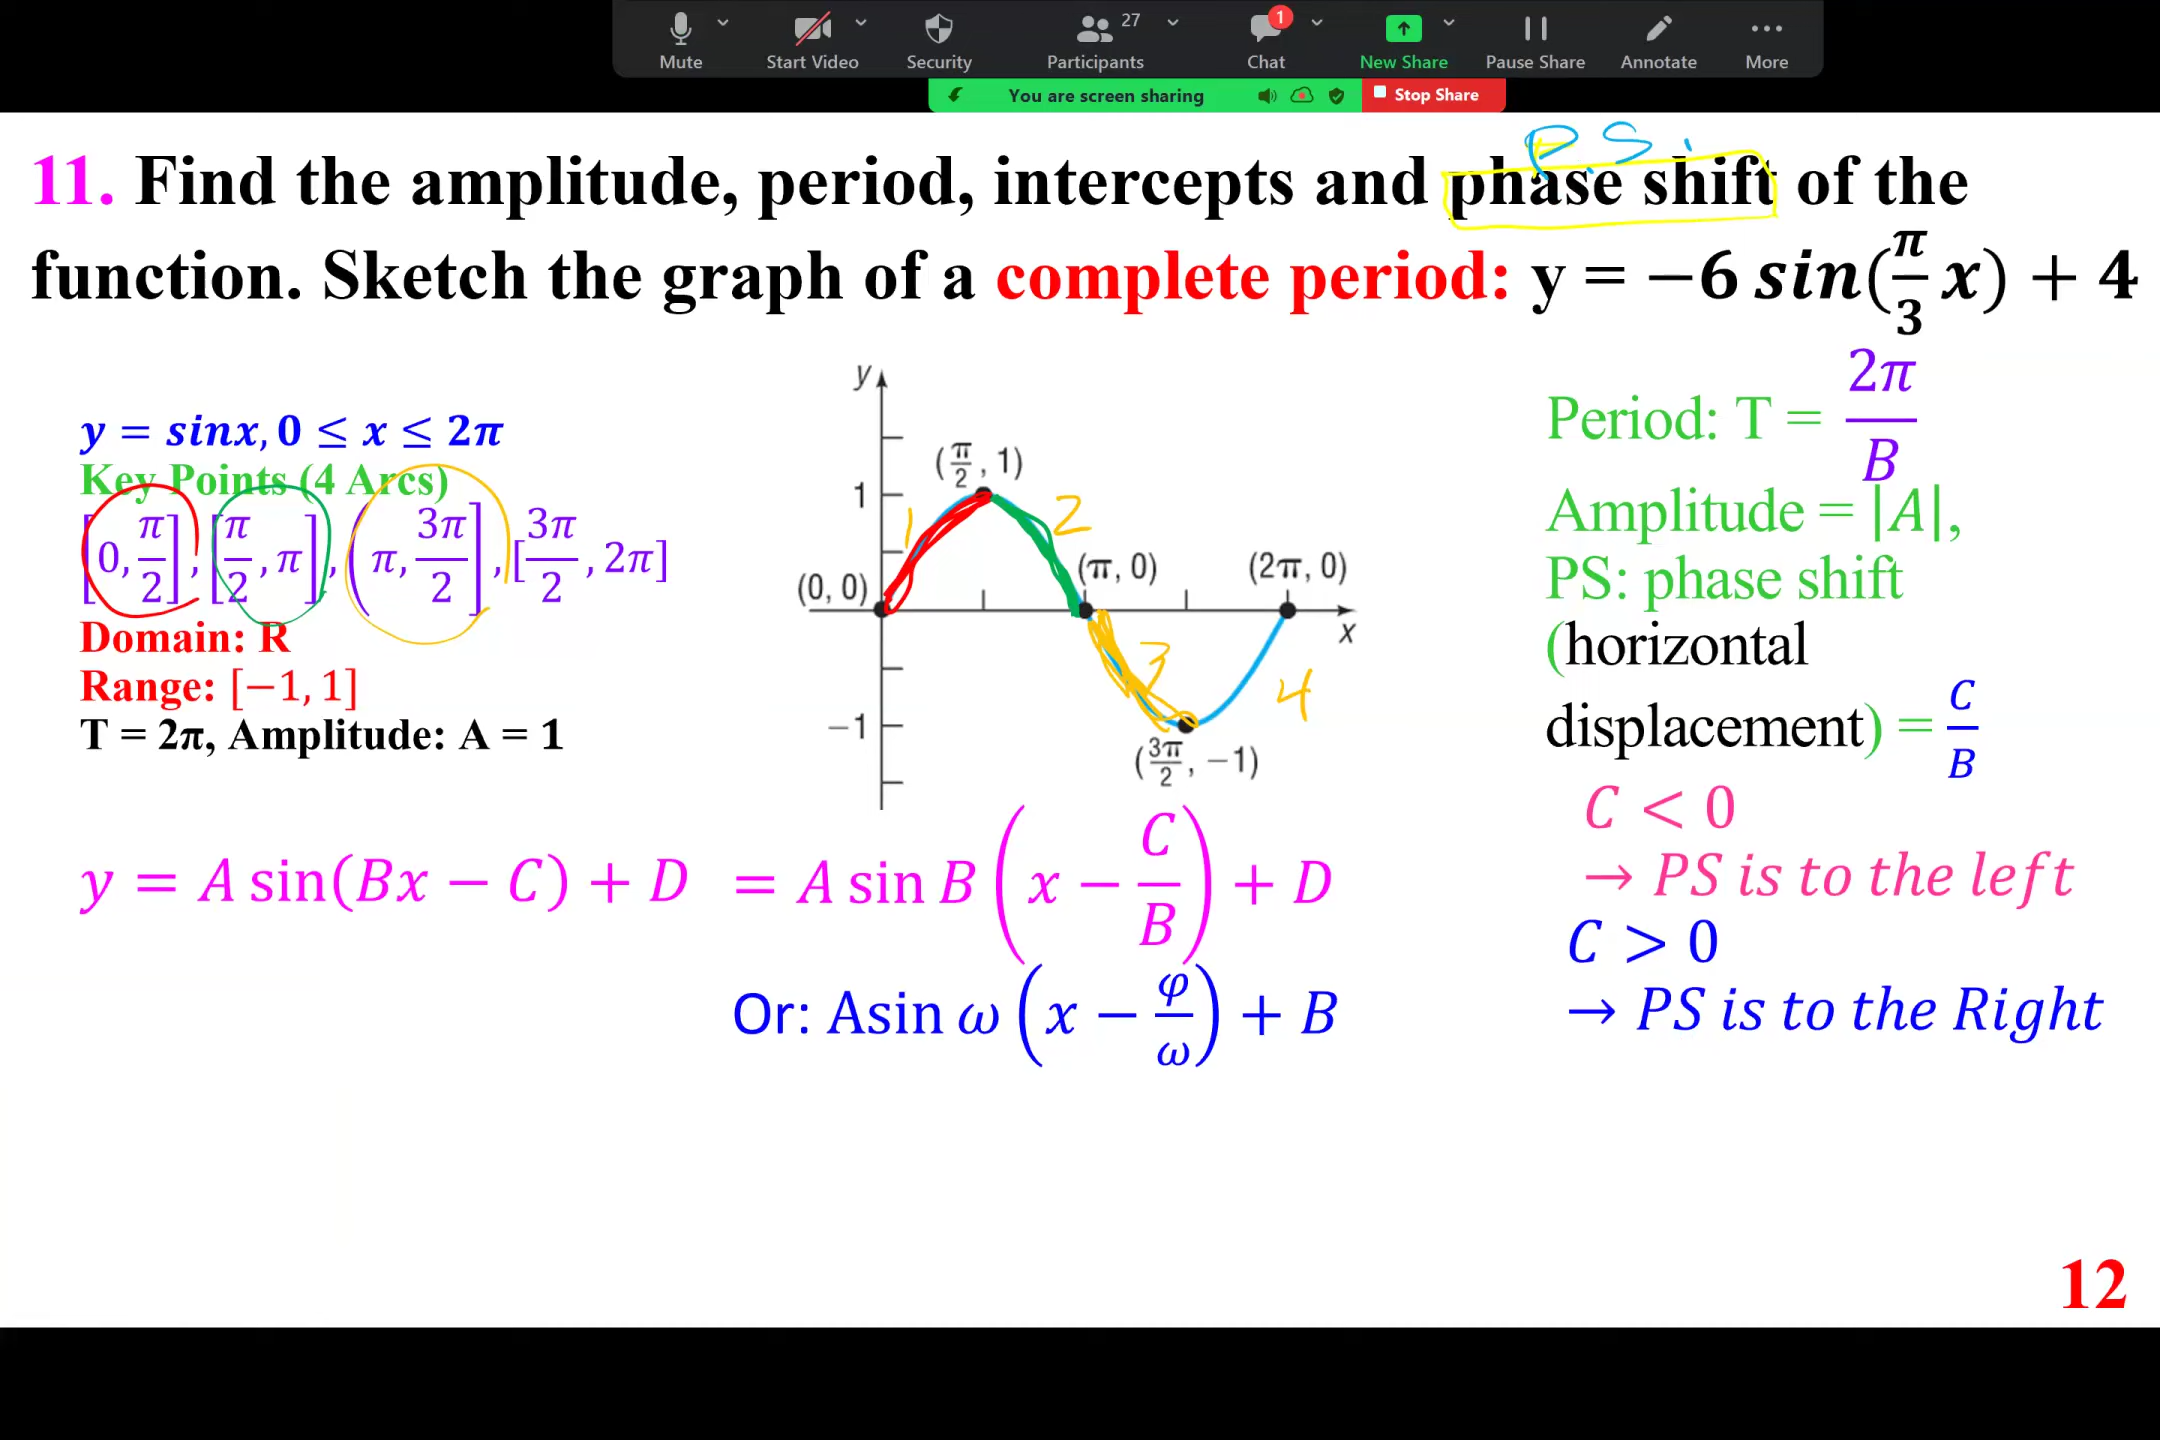 27
1
Mute
Start Video
Security
Participants
Chat
New Share
Pause Share
Annotate
More
You are screen sharing
Stop Share
P.S.
11. Find the amplitude, period, intercepts and phase shift of the
function. Sketch the graph of a complete period: y = −6 sin(π/3 x) + 4
y = sinx, 0 ≤ x ≤ 2π
Key Points (4 Arcs)
[0, π/2], [π/2, π], (π, 3π/2], [3π/2, 2π]
Domain: R
Range: [−1, 1]
T = 2π, Amplitude: A = 1
y
(π/2, 1)
1
1
2
(0, 0)
(π, 0)
(2π, 0)
x
3
4
−1
(3π/2, −1)
Period: T = 2π/B
Amplitude = |A|,
PS: phase shift
(horizontal
displacement) = C/B
C < 0
→ PS is to the left
C > 0
→ PS is to the Right
y = A sin(Bx − C) + D = A sin B (x − C/B) + D
Or: Asin ω (x − φ/ω) + B
12